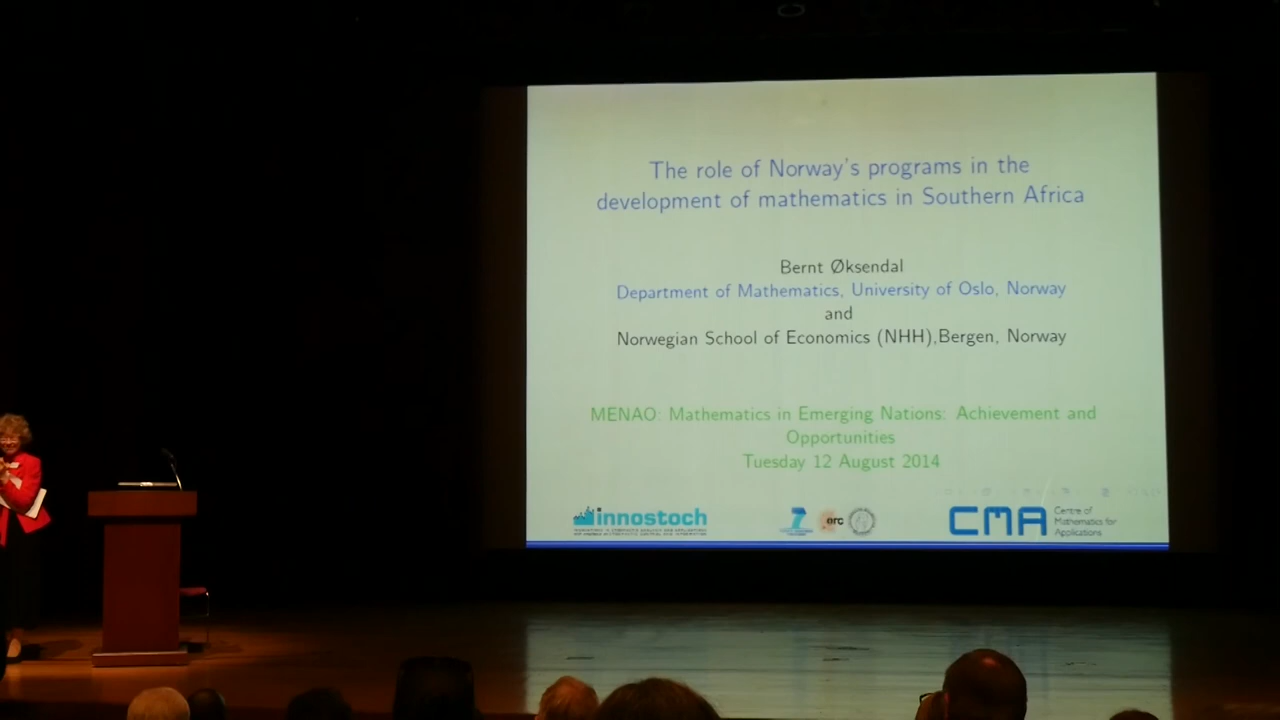 The role of Norway's programs in the
development of mathematics in Southern Africa
Bernt Øksendal
Department of Mathematics, University of Oslo, Norway
and
Norwegian School of Economics (NHH),Bergen, Norway
MENAO: Mathematics in Emerging Nations: Achievement and
Opportunities
Tuesday 12 August 2014
innostoch
erc
CMA
Centre of
Mathematics for
Applications